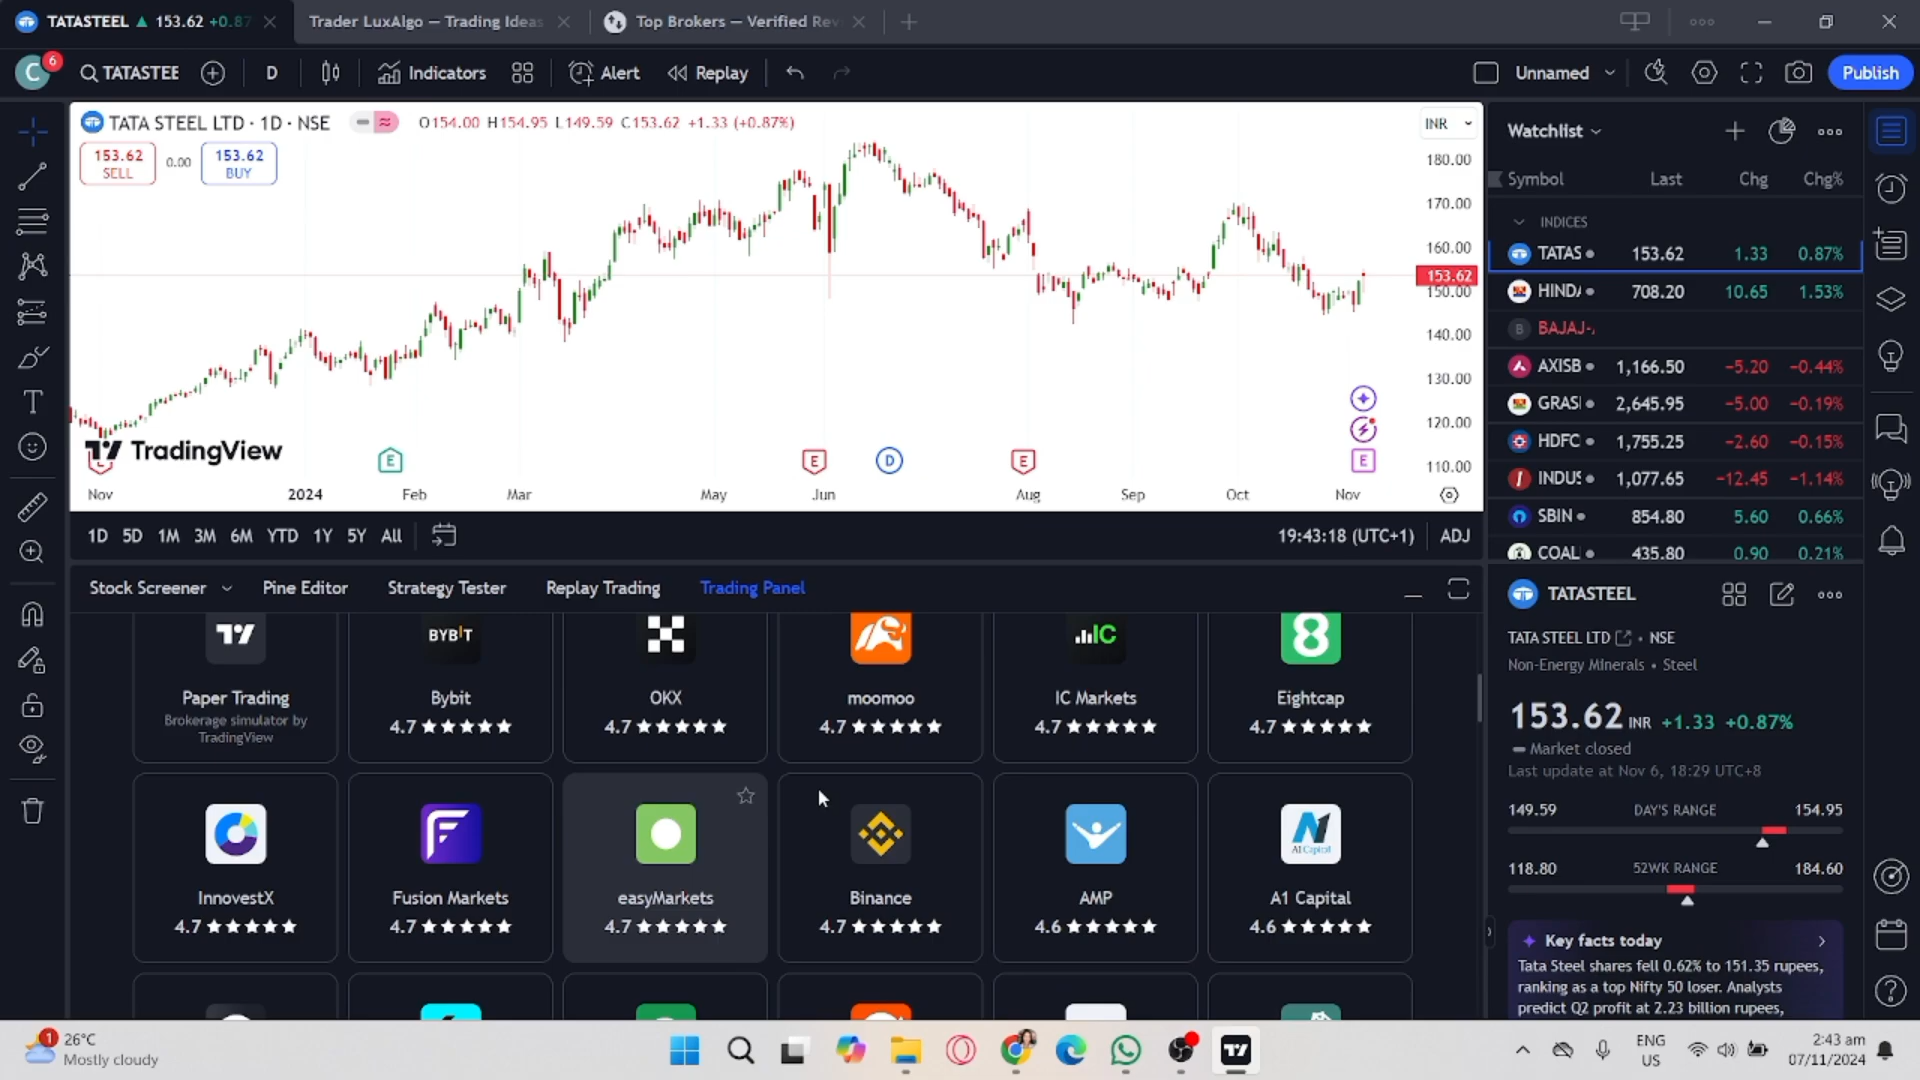 TATASTEEL ▲ 153.62 +0.87
Trader LuxAlgo — Trading Ideas
Top Brokers — Verified Rev
C
6
TATASTEE
D
Indicators
Alert
Replay
Unnamed
Publish
TATA STEEL LTD · 1D · NSE
O154.00 H154.95 L149.59 C153.62 +1.33 (+0.87%)
INR
153.62
SELL
0.00
153.62
BUY
180.00
170.00
160.00
153.62
150.00
140.00
130.00
120.00
110.00
TradingView
E
E
D
E
E
Nov
2024
Feb
Mar
May
Jun
Aug
Sep
Oct
Nov
1D 5D 1M 3M 6M YTD 1Y 5Y All
19:43:18 (UTC+1)
ADJ
Watchlist
Symbol Last Chg Chg%
INDICES
TATAS 153.62 1.33 0.87%
HINDA 708.20 10.65 1.53%
B BAJAJ-
AXISB 1,166.50 −5.20 −0.44%
GRASI 2,645.95 −5.00 −0.19%
HDFC 1,755.25 −2.60 −0.15%
INDUS 1,077.65 −12.45 −1.14%
SBIN 854.80 5.60 0.66%
COAL 435.80 0.90 0.21%
Stock Screener
Pine Editor
Strategy Tester
Replay Trading
Trading Panel
BYBIT
IC
8
Paper Trading
Brokerage simulator by
TradingView
Bybit
4.7 ★★★★★
OKX
4.7 ★★★★★
moomoo
4.7 ★★★★★
IC Markets
4.7 ★★★★★
Eightcap
4.7 ★★★★★
A1 Capital
InnovestX
4.7 ★★★★★
Fusion Markets
4.7 ★★★★★
easyMarkets
4.7 ★★★★★
Binance
4.7 ★★★★★
AMP
4.6 ★★★★★
A1 Capital
4.6 ★★★★★
TATASTEEL
TATA STEEL LTD • NSE
Non-Energy Minerals • Steel
153.62 INR +1.33 +0.87%
Market closed
Last update at Nov 6, 18:29 UTC+8
149.59 DAY'S RANGE 154.95
118.80 52WK RANGE 184.60
Key facts today
Tata Steel shares fell 0.62% to 151.35 rupees,
ranking as a top Nifty 50 loser. Analysts
predict Q2 profit at 2.23 billion rupees,
1
26°C
Mostly cloudy
ENG
US
2:43 am
07/11/2024